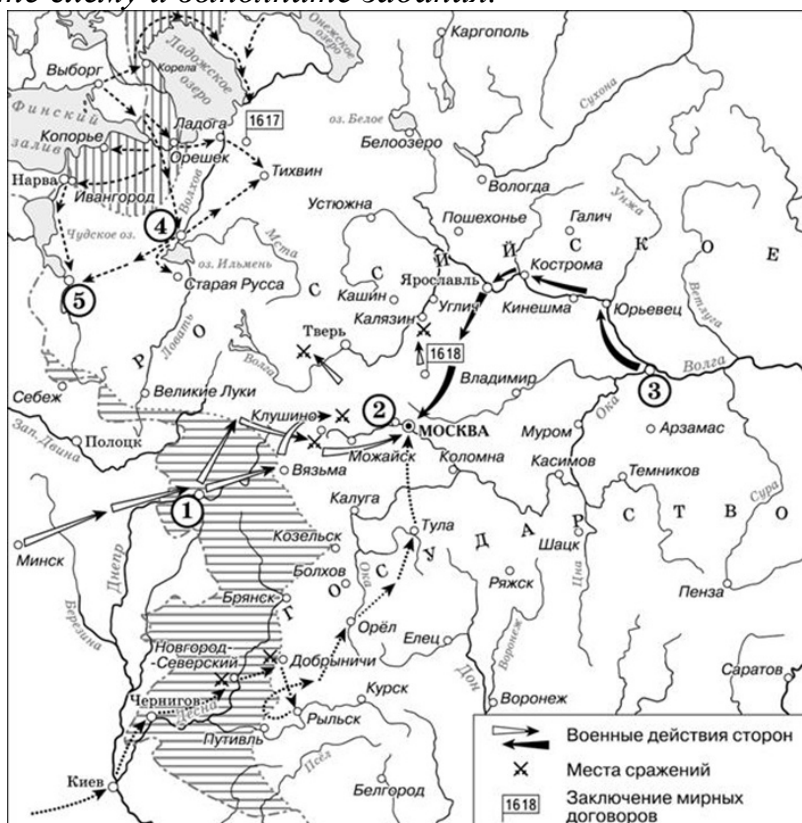 те схему и выполните задания.
Каргополь
Онежское
озеро
Ладожское
озеро
Выборг
Корела
Сухона
Финский
залив
1617
оз. Белое
Ладога
Белоозеро
Копорье
Орешек
Вологда
Нарва
Тихвин
Ивангород
Волхов
Унжа
Устюжна
Пошехонье
Галич
4
Чудское оз.
Мста
Р О С С И Й С К О Е
Кострома
оз. Ильмень
Ярославль
Ветлуга
5
Старая Русса
Кашин
Углич
Кинешма
Юрьевец
Калязин
Ловать
Тверь
1618
Волга
Волга
3
Владимир
Себеж
Великие Луки
Клушино
2
Ока
МОСКВА
Арзамас
Зап. Двина
Полоцк
Муром
Можайск
Вязьма
Коломна
Касимов
Темников
1
Калуга
Сура
Г О С У Д А Р С Т В О
Минск
Днепр
Тула
Козельск
Шацк
Цна
Болхов
Ока
Ряжск
Пенза
Березина
Брянск
Орёл
Елец
Воронеж
Новгород-
-Северский
Добрыничи
Дон
Саратов
Чернигов
Десна
Курск
Воронеж
Рыльск
Путивль
Киев
Псёл
Белгород
Военные действия сторон
Места сражений
1618
Заключение мирных
договоров